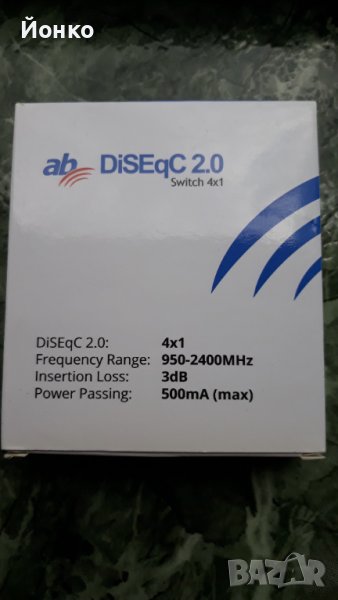 Йонко
ab DiSEqC 2.0
Switch 4x1
DiSEqC 2.0: 4x1
Frequency Range: 950-2400MHz
Insertion Loss: 3dB
Power Passing: 500mA (max)
BAZAR